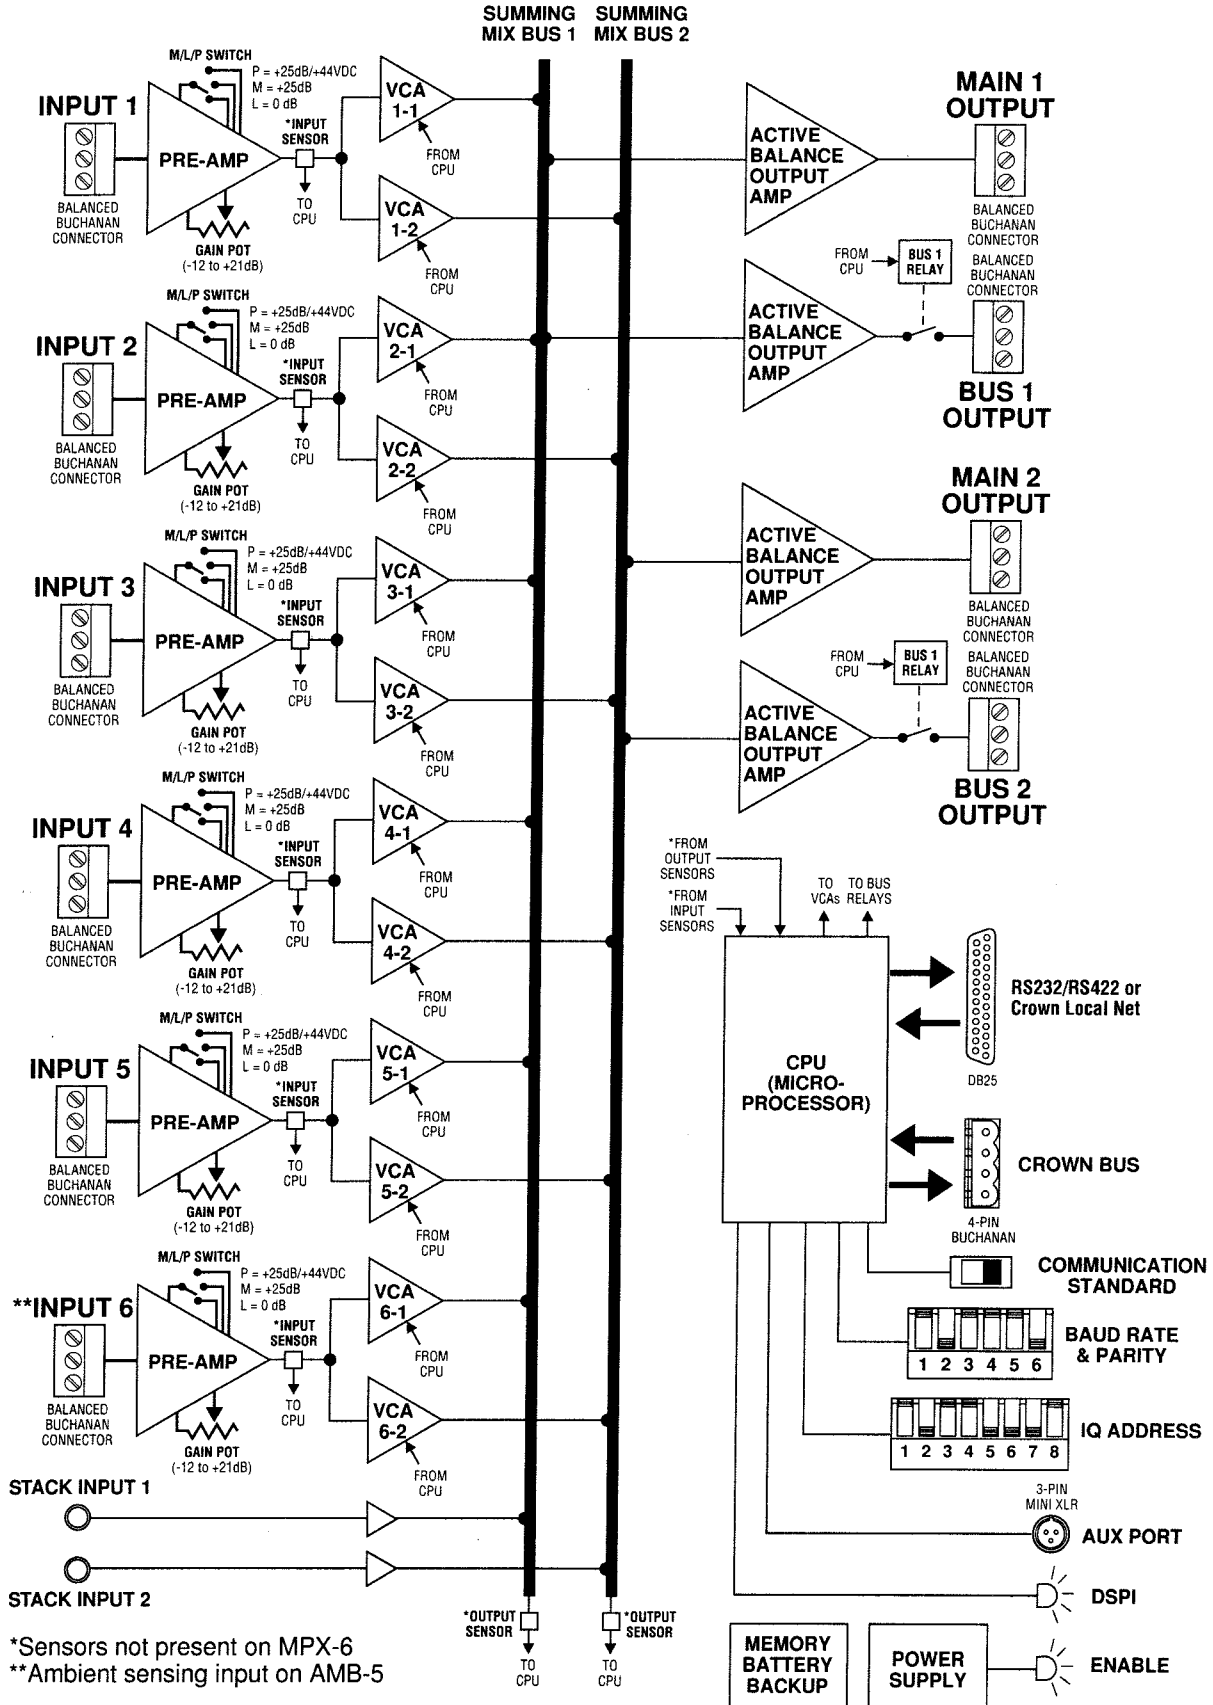 SUMMING MIX BUS 1
SUMMING MIX BUS 2
INPUT 1
BALANCED
BUCHANAN
CONNECTOR
M/L/P SWITCH
P = +25dB/+44VDC
M = +25dB
L = 0 dB
PRE-AMP
GAIN POT
(-12 to +21dB)
*INPUT
SENSOR
TO
CPU
VCA
1-1
FROM
CPU
VCA
1-2
FROM
CPU
INPUT 2
BALANCED
BUCHANAN
CONNECTOR
M/L/P SWITCH
P = +25dB/+44VDC
M = +25dB
L = 0 dB
PRE-AMP
GAIN POT
(-12 to +21dB)
*INPUT
SENSOR
TO
CPU
VCA
2-1
FROM
CPU
VCA
2-2
FROM
CPU
INPUT 3
BALANCED
BUCHANAN
CONNECTOR
M/L/P SWITCH
P = +25dB/+44VDC
M = +25dB
L = 0 dB
PRE-AMP
GAIN POT
(-12 to +21dB)
*INPUT
SENSOR
TO
CPU
VCA
3-1
FROM
CPU
VCA
3-2
FROM
CPU
INPUT 4
BALANCED
BUCHANAN
CONNECTOR
M/L/P SWITCH
P = +25dB/+44VDC
M = +25dB
L = 0 dB
PRE-AMP
GAIN POT
(-12 to +21dB)
*INPUT
SENSOR
TO
CPU
VCA
4-1
FROM
CPU
VCA
4-2
FROM
CPU
INPUT 5
BALANCED
BUCHANAN
CONNECTOR
M/L/P SWITCH
P = +25dB/+44VDC
M = +25dB
L = 0 dB
PRE-AMP
GAIN POT
(-12 to +21dB)
*INPUT
SENSOR
TO
CPU
VCA
5-1
FROM
CPU
VCA
5-2
FROM
CPU
**INPUT 6
BALANCED
BUCHANAN
CONNECTOR
M/L/P SWITCH
P = +25dB/+44VDC
M = +25dB
L = 0 dB
PRE-AMP
GAIN POT
(-12 to +21dB)
*INPUT
SENSOR
TO
CPU
VCA
6-1
FROM
CPU
VCA
6-2
FROM
CPU
STACK INPUT 1
STACK INPUT 2
*OUTPUT
SENSOR
TO
CPU
*OUTPUT
SENSOR
TO
CPU
*Sensors not present on MPX-6
**Ambient sensing input on AMB-5
ACTIVE
BALANCE
OUTPUT
AMP
MAIN 1
OUTPUT
BALANCED
BUCHANAN
CONNECTOR
ACTIVE
BALANCE
OUTPUT
AMP
FROM
CPU
BUS 1
RELAY
BALANCED
BUCHANAN
CONNECTOR
BUS 1
OUTPUT
ACTIVE
BALANCE
OUTPUT
AMP
MAIN 2
OUTPUT
BALANCED
BUCHANAN
CONNECTOR
ACTIVE
BALANCE
OUTPUT
AMP
FROM
CPU
BUS 1
RELAY
BALANCED
BUCHANAN
CONNECTOR
BUS 2
OUTPUT
*FROM
OUTPUT
SENSORS
*FROM
INPUT
SENSORS
TO
VCAs
TO BUS
RELAYS
CPU
(MICRO-
PROCESSOR)
RS232/RS422 or
Crown Local Net
DB25
CROWN BUS
4-PIN
BUCHANAN
COMMUNICATION
STANDARD
1 2 3 4 5 6
BAUD RATE
& PARITY
1 2 3 4 5 6 7 8
IQ ADDRESS
3-PIN
MINI XLR
AUX PORT
DSPI
MEMORY
BATTERY
BACKUP
POWER
SUPPLY
ENABLE